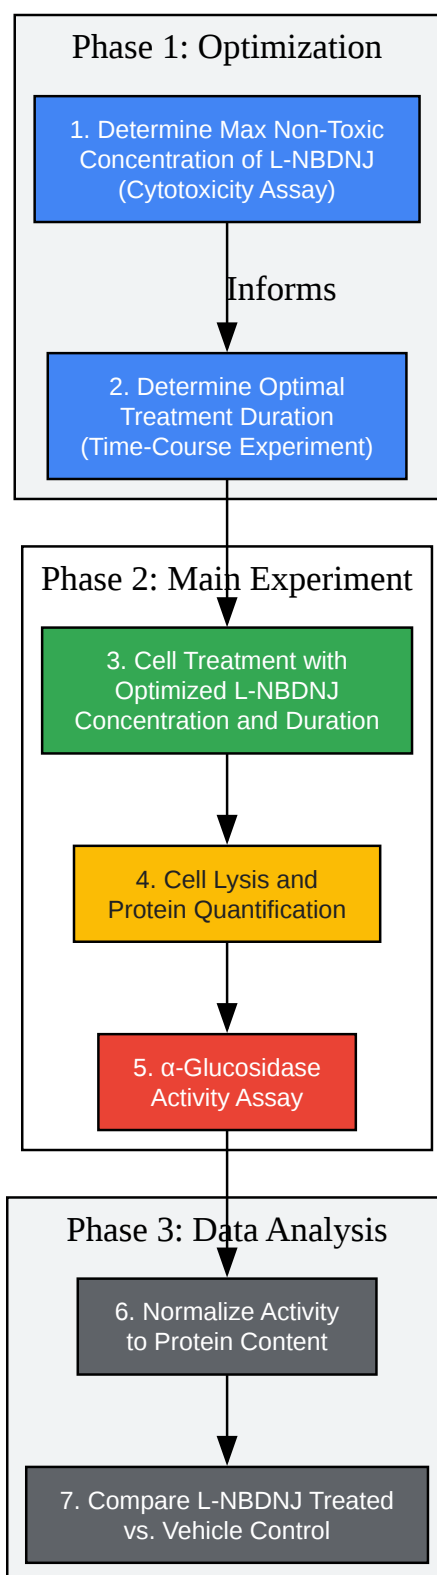 Phase 1: Optimization
1. Determine Max Non-Toxic
Concentration of L-NBDNJ
(Cytotoxicity Assay)
Informs
2. Determine Optimal
Treatment Duration
(Time-Course Experiment)
Phase 2: Main Experiment
3. Cell Treatment with
Optimized L-NBDNJ
Concentration and Duration
4. Cell Lysis and
Protein Quantification
5. α-Glucosidase
Activity Assay
Phase 3: Data Analysis
6. Normalize Activity
to Protein Content
7. Compare L-NBDNJ Treated
vs. Vehicle Control